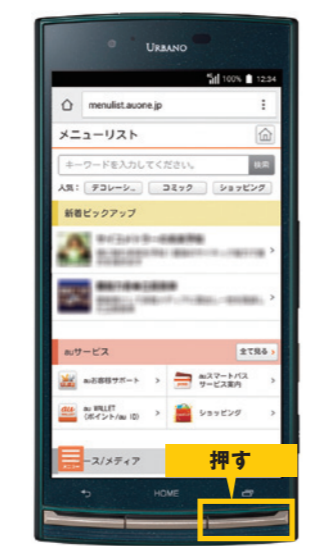 URBANO
100% 12:34
menulist.auone.jp
メニューリスト
キーワードを入力してください。 検索
人気： デコレーシ... コミック ショッピング
新着ピックアップ
auサービス 全て見る
auお客様サポート
auスマートパス
サービス案内
au WALLET
(ポイント/au ID)
ショッピング
メニュー
ース/メディア
押す
HOME